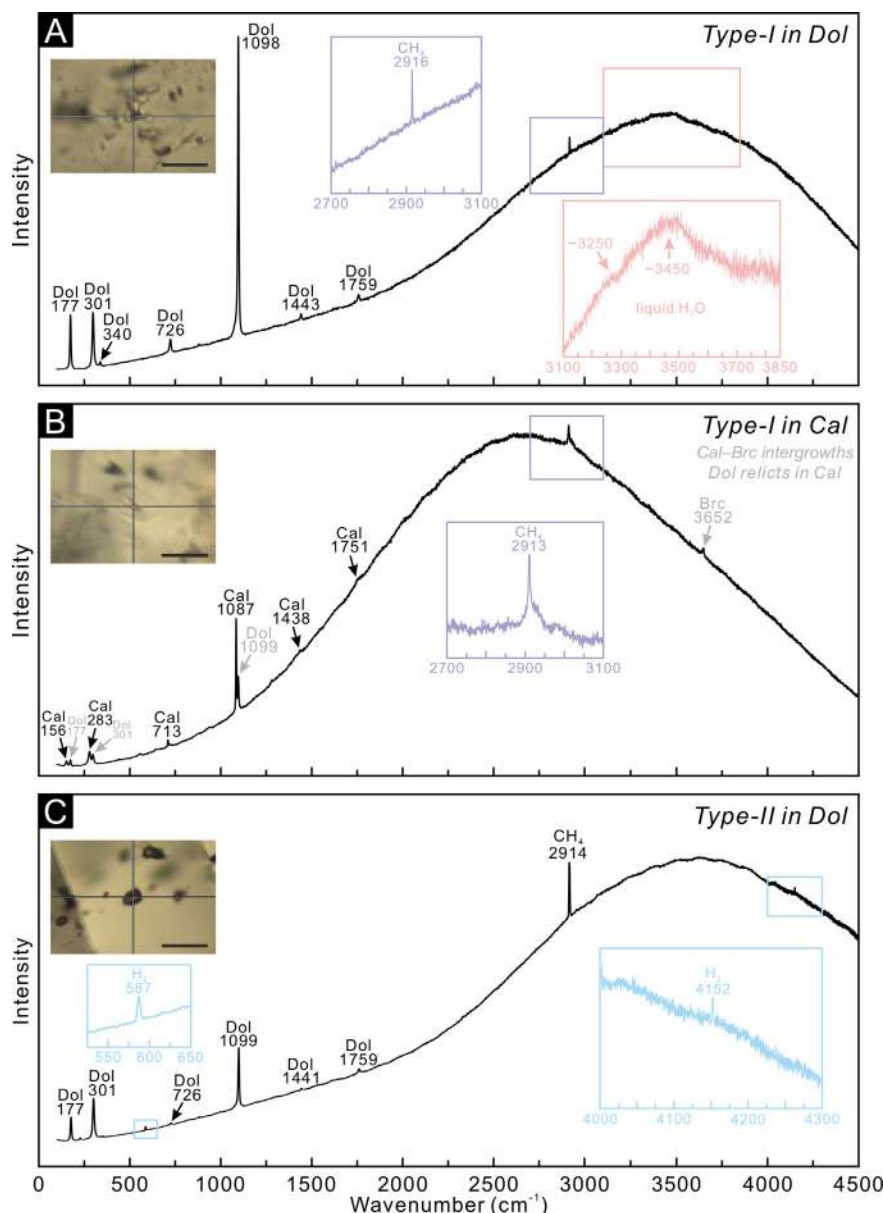 A
Type-I in Dol
Dol
1098
CH₄
2916
2700 2900 3100
Dol
177
Dol
301
Dol
340
Dol
726
Dol
1443
Dol
1759
~3250
~3450
liquid H₂O
3100 3300 3500 3700 3850
Intensity
B
Type-I in Cal
Cal–Brc intergrowths
Dol relicts in Cal
Brc
3652
CH₄
2913
2700 2900 3100
Cal
1751
Cal
1087
Cal
1438
Dol
1099
Cal
156
Dol
177
Cal
283
Dol
301
Cal
713
Intensity
C
Type-II in Dol
CH₄
2914
H₂
587
550 600 650
H₂
4152
4000 4100 4200 4300
Dol
177
Dol
301
Dol
726
Dol
1099
Dol
1441
Dol
1759
Intensity
0 500 1000 1500 2000 2500 3000 3500 4000 4500
Wavenumber (cm⁻¹)